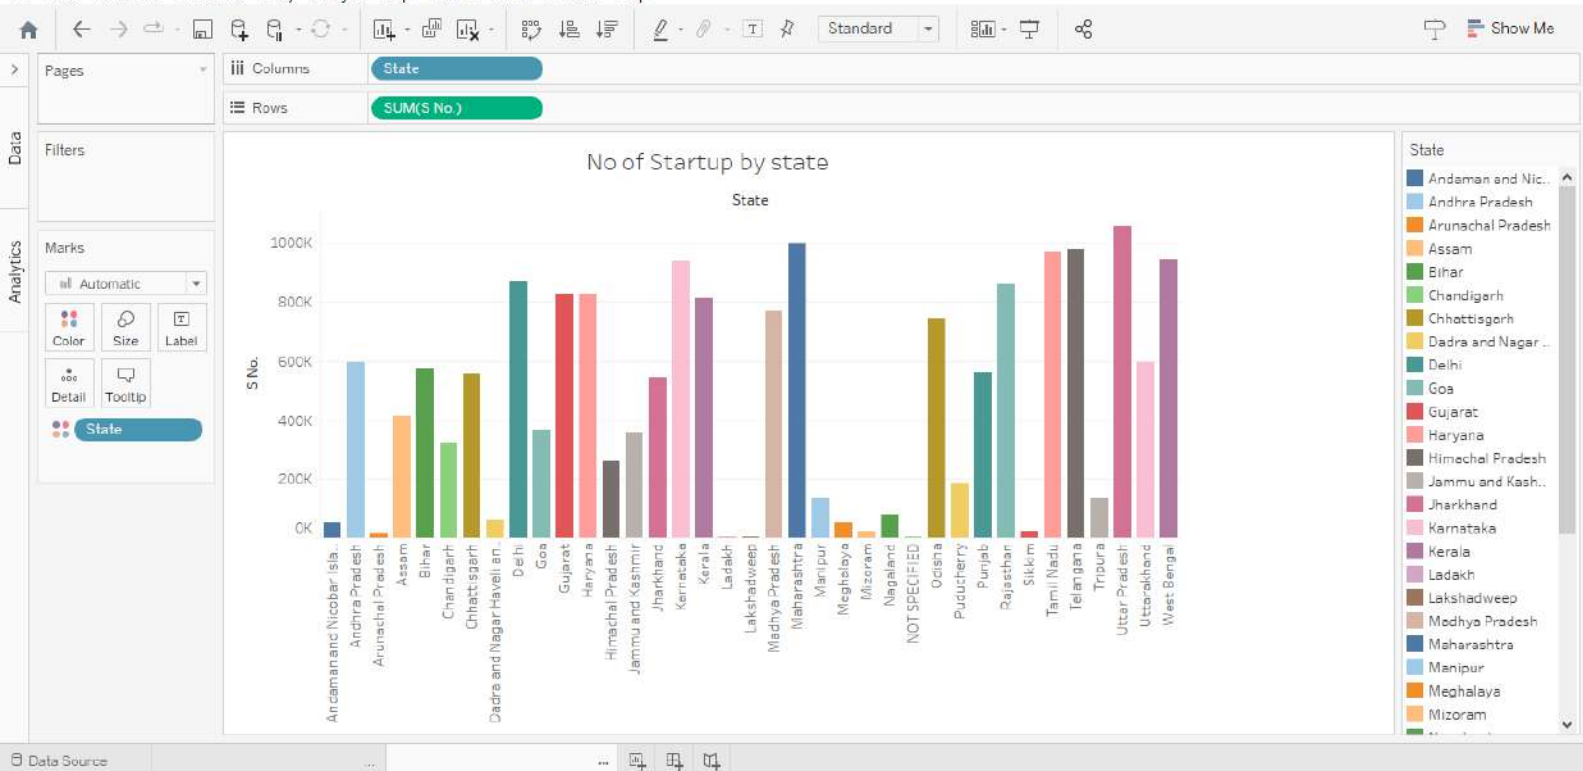 Standard
Show Me
Pages
Columns
State
Rows
SUM(S No.)
Data
Analytics
Filters
Marks
Automatic
Color
Size
Label
Detail
Tooltip
State
No of Startup by state
State
S No.
1000K
800K
600K
400K
200K
0K
Andaman and Nicobar Isla..
Andhra Pradesh
Arunachal Pradesh
Assam
Bihar
Chandigarh
Chhattisgarh
Dadra and Nagar Haveli an..
Delhi
Goa
Gujarat
Haryana
Himachal Pradesh
Jammu and Kashmir
Jharkhand
Karnataka
Kerala
Ladakh
Lakshadweep
Madhya Pradesh
Maharashtra
Manipur
Meghalaya
Mizoram
Nagaland
NOT SPECIFIED
Odisha
Puducherry
Punjab
Rajasthan
Sikkim
Tamil Nadu
Telangana
Tripura
Uttar Pradesh
Uttarakhand
West Bengal
State
Andaman and Nic..
Andhra Pradesh
Arunachal Pradesh
Assam
Bihar
Chandigarh
Chhattisgarh
Dadra and Nagar ..
Delhi
Goa
Gujarat
Haryana
Himachal Pradesh
Jammu and Kash..
Jharkhand
Karnataka
Kerala
Ladakh
Lakshadweep
Madhya Pradesh
Maharashtra
Manipur
Meghalaya
Mizoram
Data Source
...
...